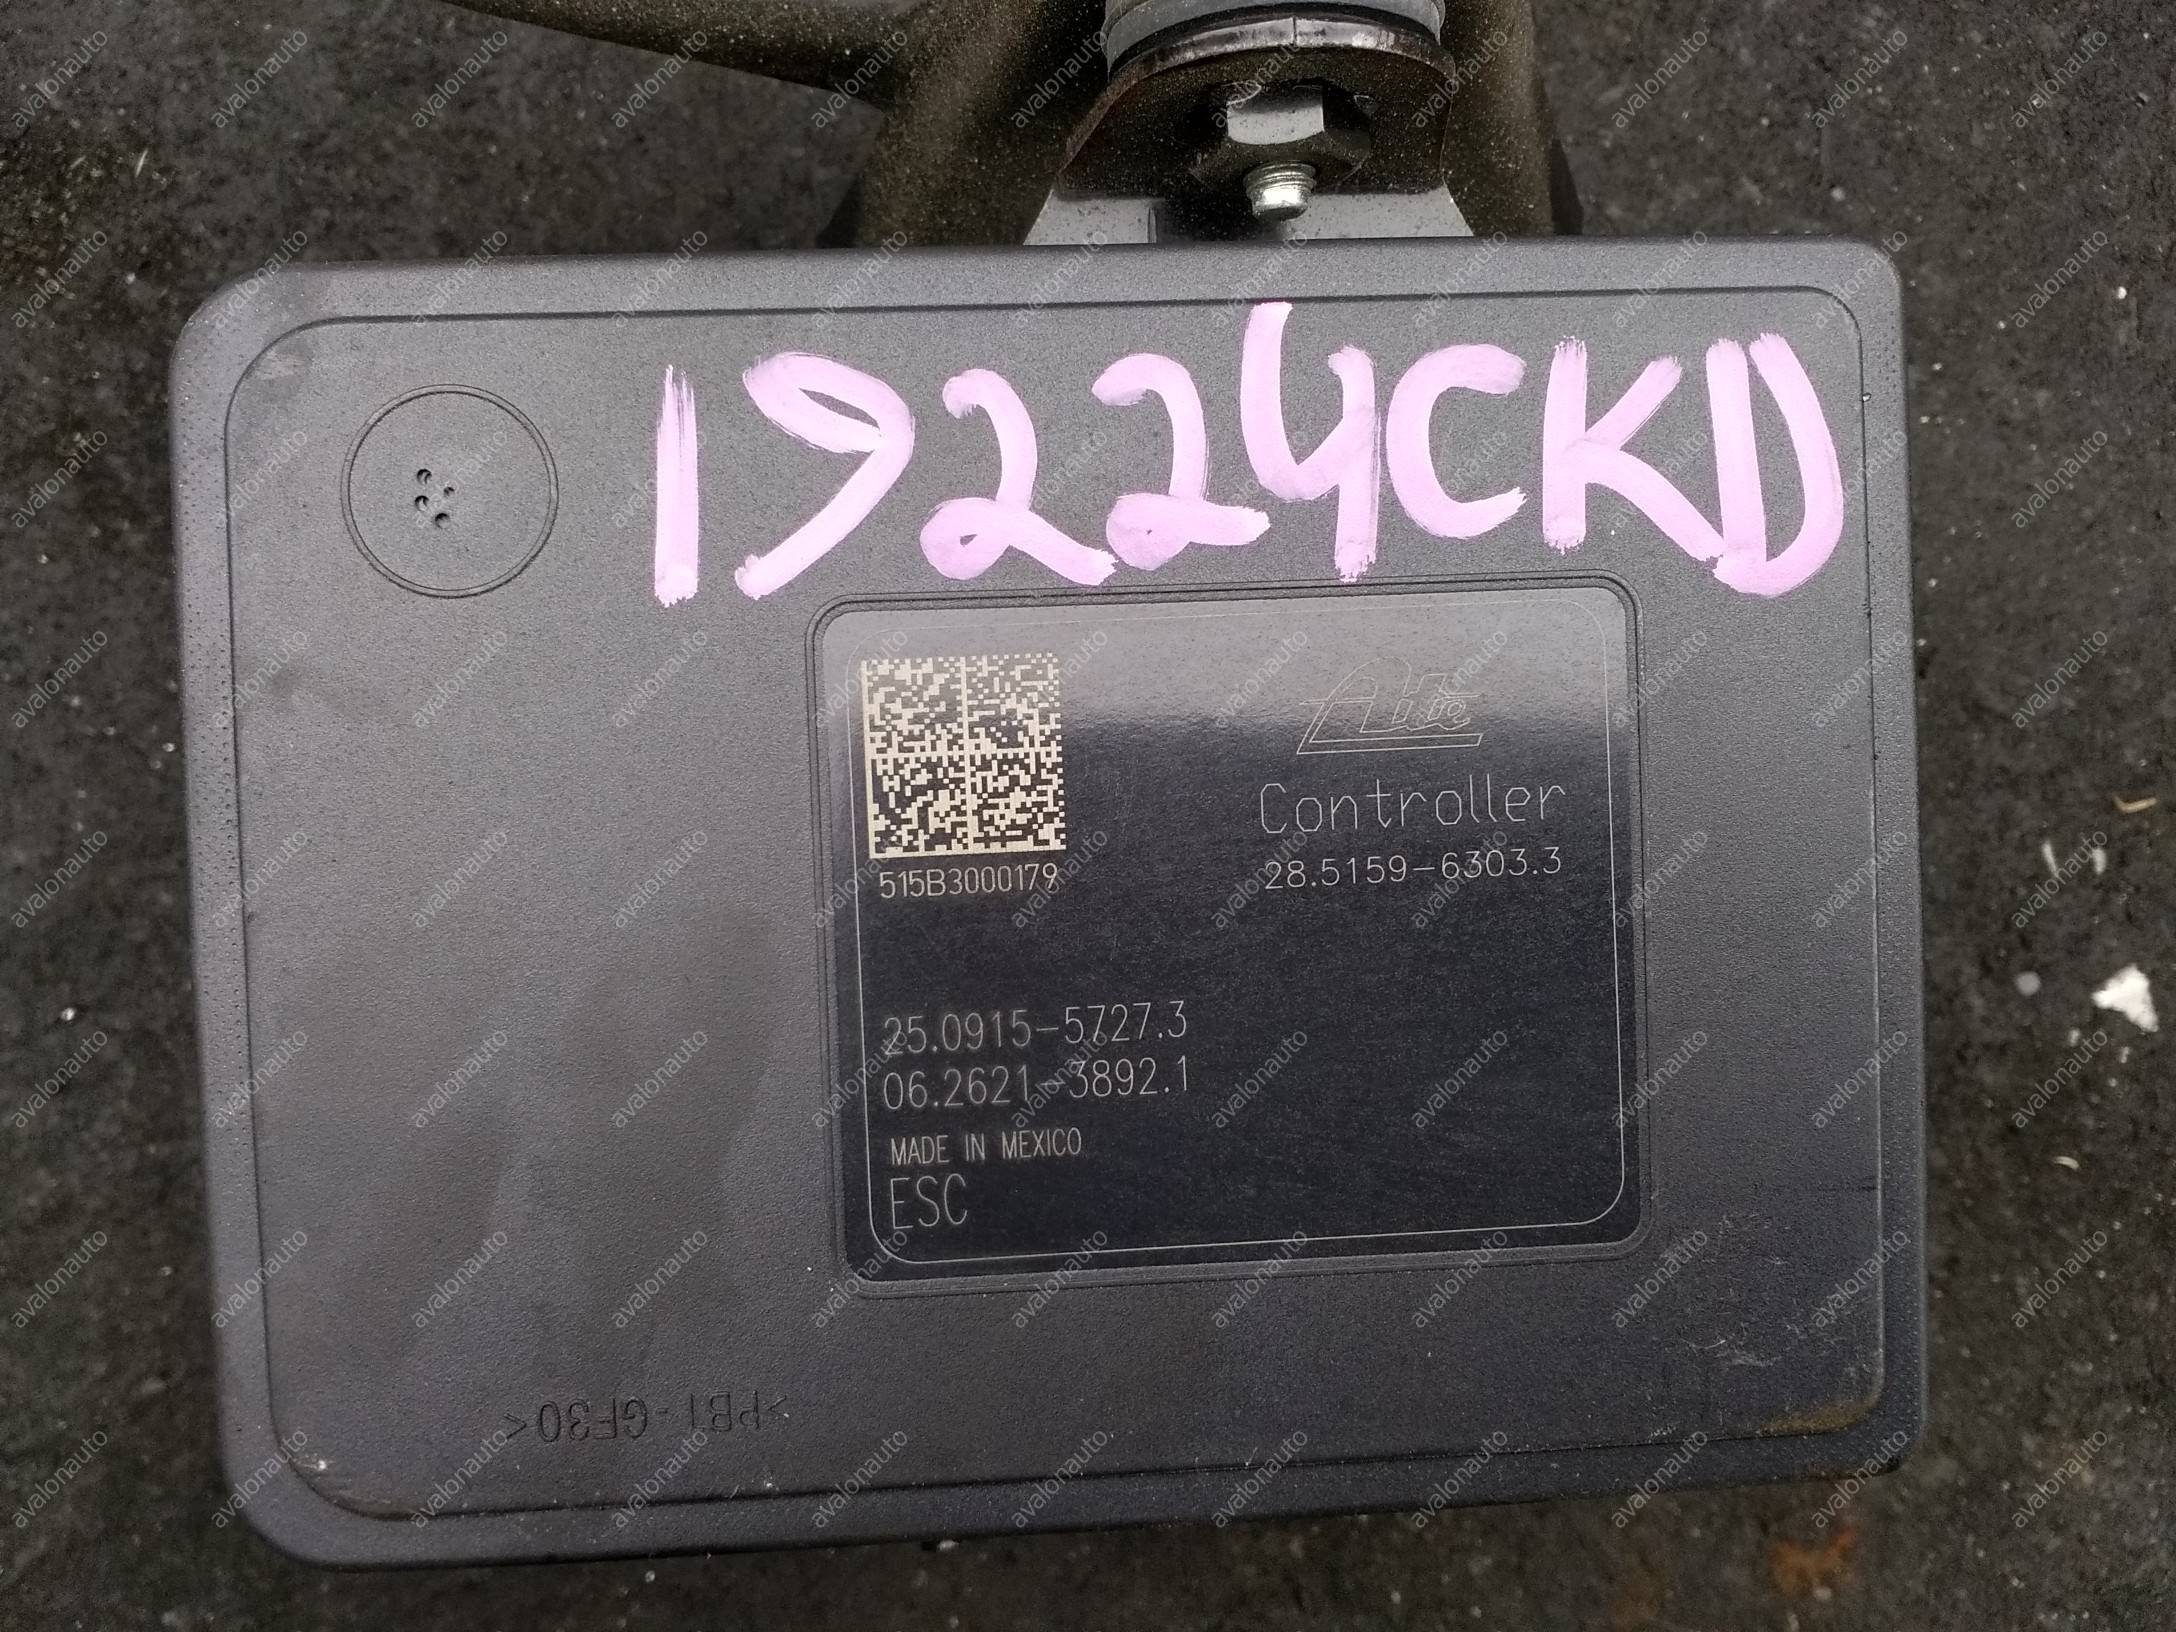 19224CKD
Ate
Controller
28.5159-6303.3
515B3000179
25.0915-5727.3
06.2621-3892.1
MADE IN MEXICO
ESC
>PBT-GF30<
avalonauto